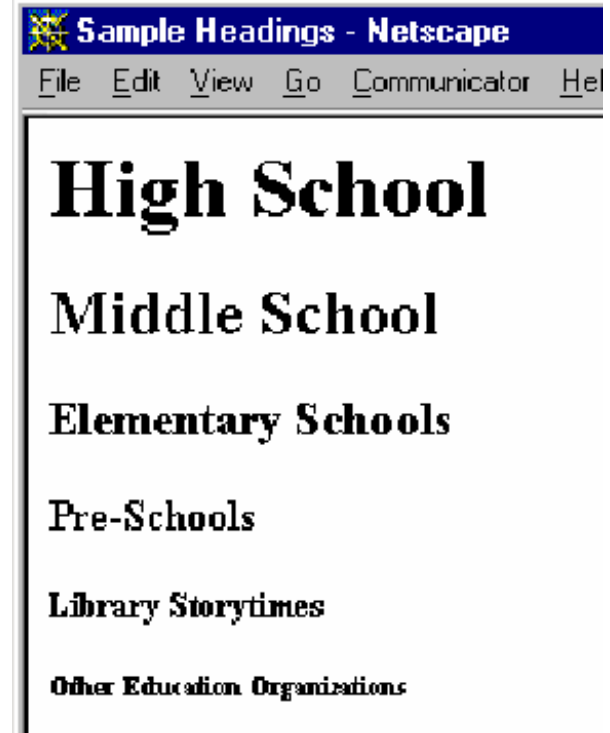 Sample Headings - Netscape
File Edit View Go Communicator Hel
High School
Middle School
Elementary Schools
Pre-Schools
Library Storytimes
Other Education Organizations